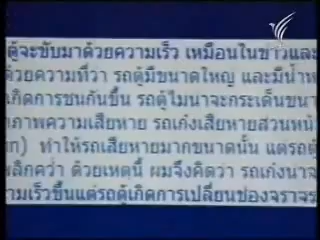 ตู้จะขับมาด้วยความเร็ว เหมือนในข่าวและ
ด้วยความที่ว่า รถตู้มีขนาดใหญ่ และมีน้ำห
เกิดการชนกันขึ้น รถตู้ไม่น่าจะกระเด็นขนา
าภาพความเสียหาย รถเก๋งเสียหายส่วนหน้
ทำให้รถเสียหายมากขนาดนั้น แต่รถตู้
พลิกคว่ำ ด้วยเหตุนี้ ผมจึงคิดว่า รถเก๋งน่าจ
ามเร็วขึ้นแต่รถตู้เกิดการเปลี่ยนช่องจราจร